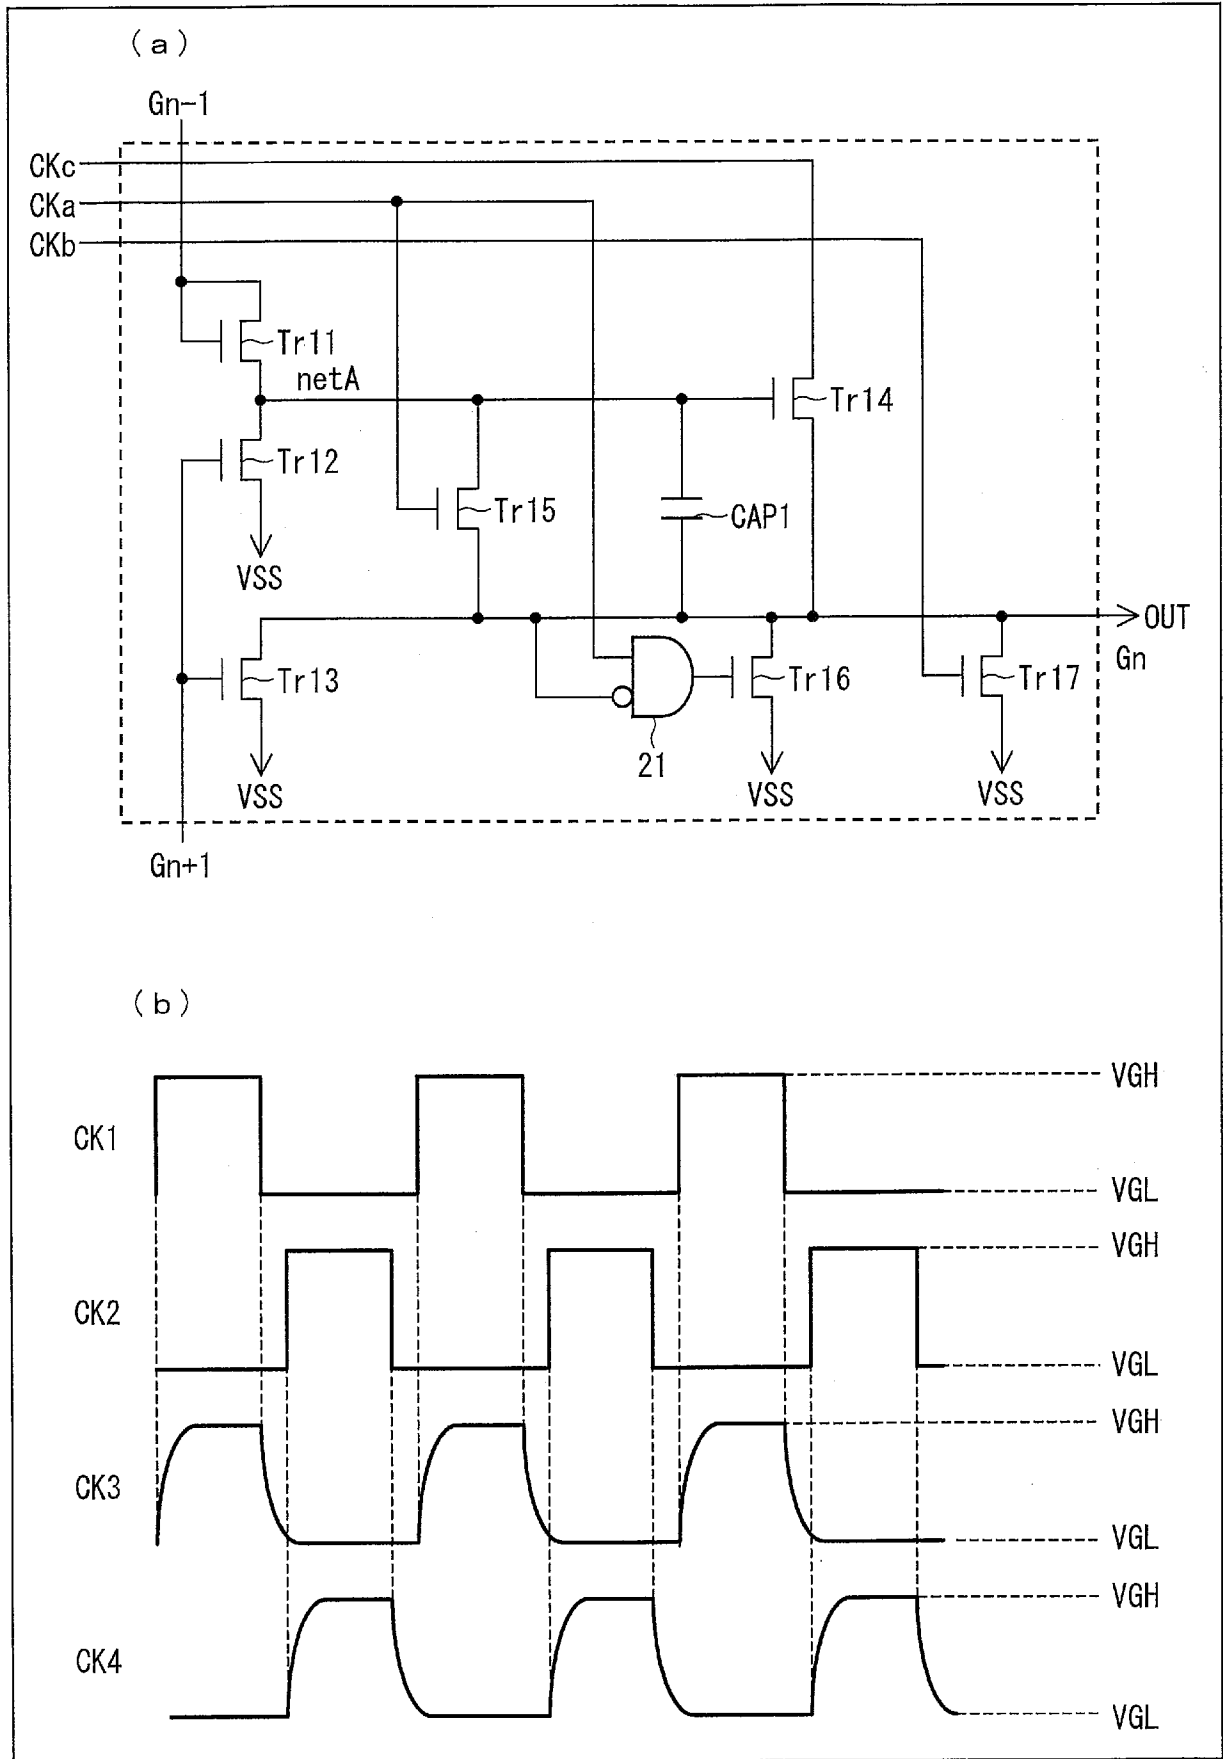 (a)
Gn-1
CKc
CKa
CKb
Tr11
netA
Tr14
Tr12
Tr15
CAP1
VSS
OUT
Gn
Tr13
Tr16
Tr17
21
VSS
VSS
VSS
Gn+1
(b)
VGH
CK1
VGL
VGH
CK2
VGL
VGH
CK3
VGL
VGH
CK4
VGL